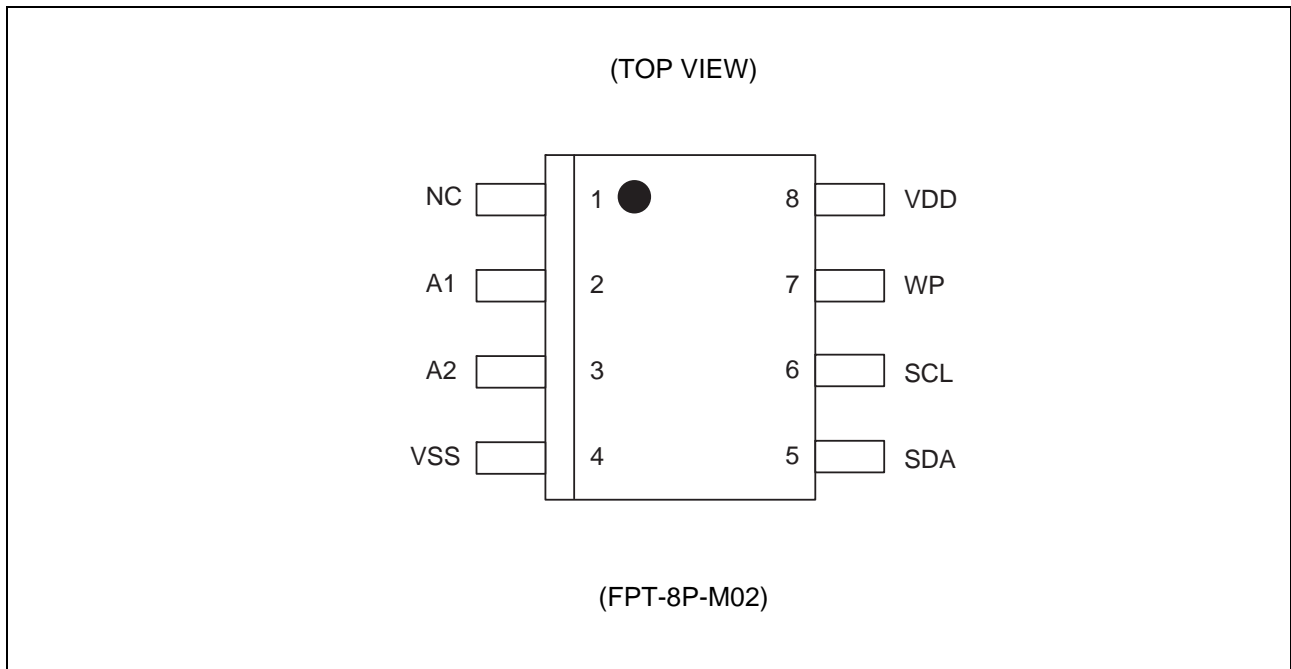 (TOP VIEW)
NC 1 8 VDD
A1 2 7 WP
A2 3 6 SCL
VSS 4 5 SDA
(FPT-8P-M02)